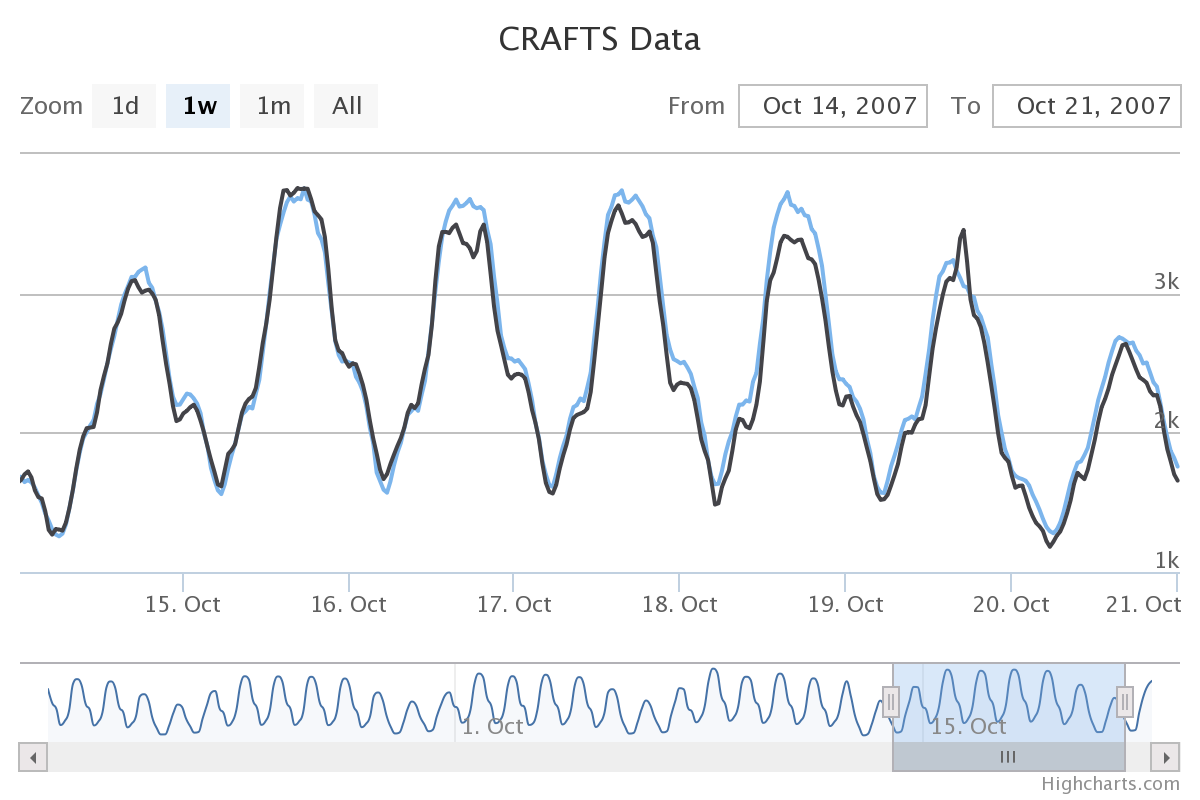 CRAFTS Data
Zoom 1d 1w 1m All From Oct 14, 2007 To Oct 21, 2007
3k
2k
1k
15. Oct 16. Oct 17. Oct 18. Oct 19. Oct 20. Oct 21. Oct
1. Oct 15. Oct
Highcharts.com